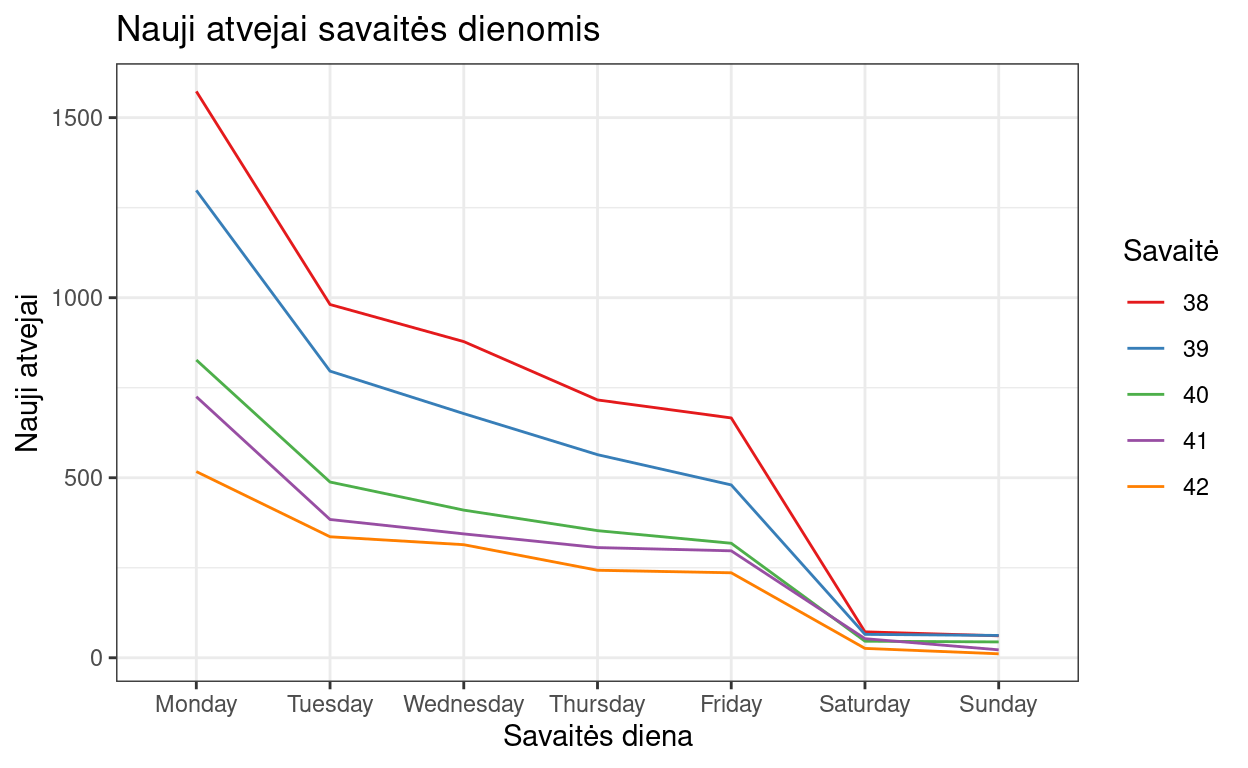 Nauji atvejai savaitės dienomis
Nauji atvejai
1500
1000
500
0
Monday Tuesday Wednesday Thursday Friday Saturday Sunday
Savaitės diena
Savaitė
38
39
40
41
42